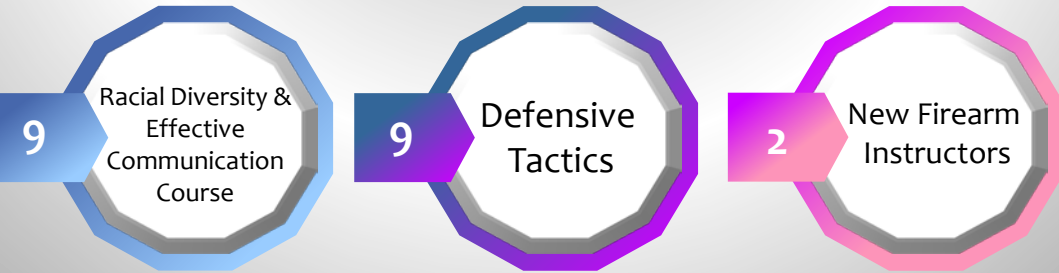 9
Racial Diversity &
Effective
Communication
Course
9
Defensive
Tactics
2
New Firearm
Instructors